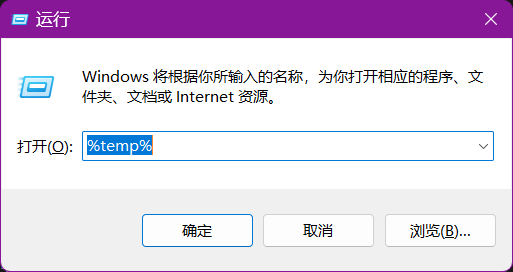 运行
Windows 将根据你所输入的名称，为你打开相应的程序、文
件夹、文档或 Internet 资源。
打开(O): %temp%
确定 取消 浏览(B)...